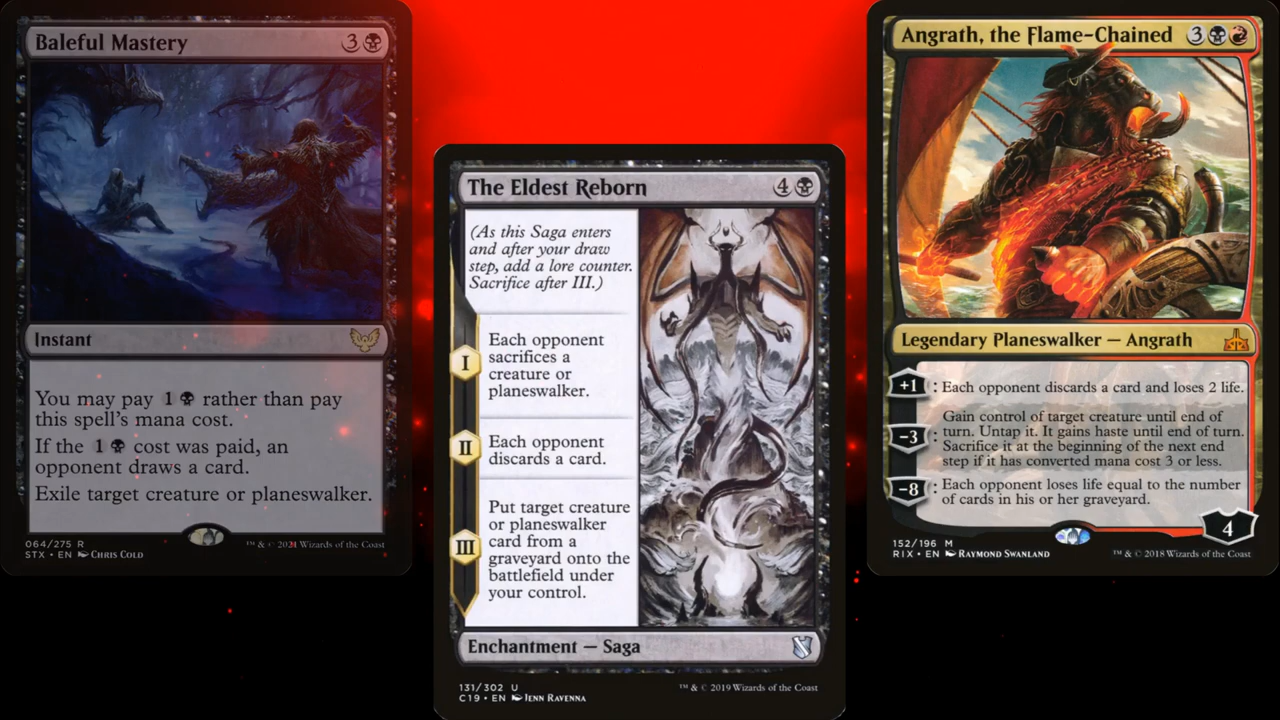 Baleful Mastery 3
Instant
You may pay 1 rather than pay
this spell's mana cost.
If the 1 cost was paid, an
opponent draws a card.
Exile target creature or planeswalker.
064/275 R
STX • EN Chris Cold
™ & © 2021 Wizards of the Coast
The Eldest Reborn 4
(As this Saga enters
and after your draw
step, add a lore counter.
Sacrifice after III.)
I
Each opponent
sacrifices a
creature or
planeswalker.
II
Each opponent
discards a card.
III
Put target creature
or planeswalker
card from a
graveyard onto the
battlefield under
your control.
Enchantment — Saga
131/302 U
C19 • EN Jenn Ravenna
™ & © 2019 Wizards of the Coast
Angrath, the Flame-Chained 3
Legendary Planeswalker — Angrath
+1 : Each opponent discards a card and loses 2 life.
Gain control of target creature until end of
−3 : turn. Untap it. It gains haste until end of turn.
Sacrifice it at the beginning of the next end
step if it has converted mana cost 3 or less.
−8 : Each opponent loses life equal to the number
of cards in his or her graveyard.
4
152/196 M
RIX • EN Raymond Swanland
™ & © 2018 Wizards of the Coast